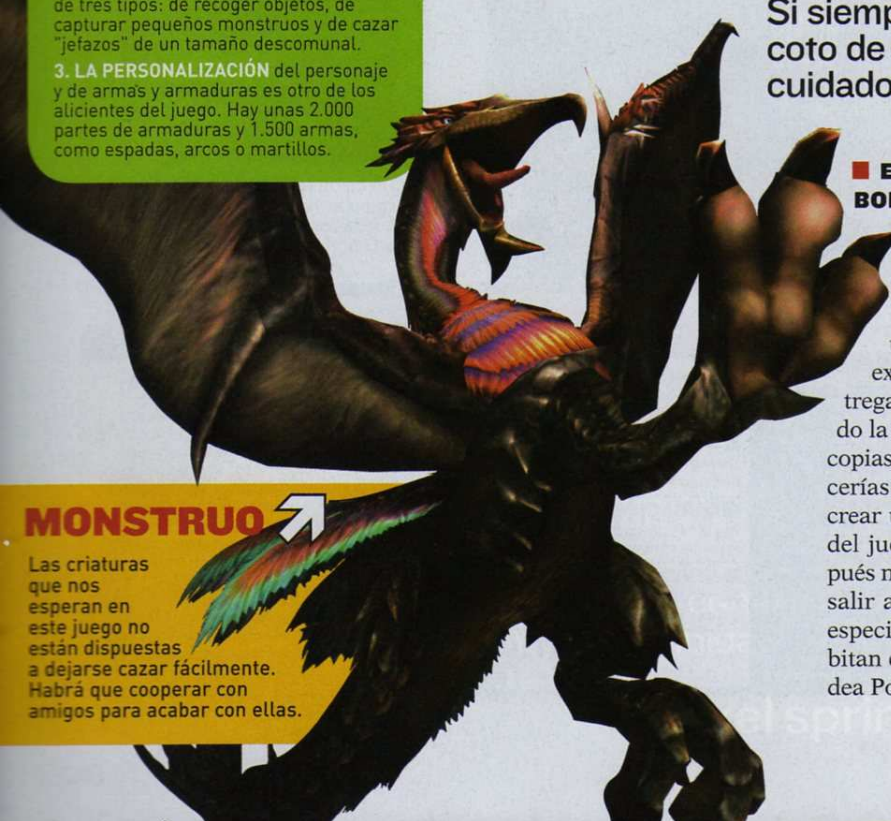 de tres tipos: de recoger objetos, de
capturar pequeños monstruos y de cazar
"jefazos" de un tamaño descomunal.
3. LA PERSONALIZACIÓN del personaje
y de armas y armaduras es otro de los
alicientes del juego. Hay unas 2.000
partes de armaduras y 1.500 armas,
como espadas, arcos o martillos.
MONSTRUO
Las criaturas
que nos
esperan en
este juego no
están dispuestas
a dejarse cazar fácilmente.
Habrá que cooperar con
amigos para acabar con ellas.
Si siemp
coto de
cuidado
E
BO
ex
trega
do la
copias
cerías
crear
del jue
pués
salir a
especi
bitan
dea Po